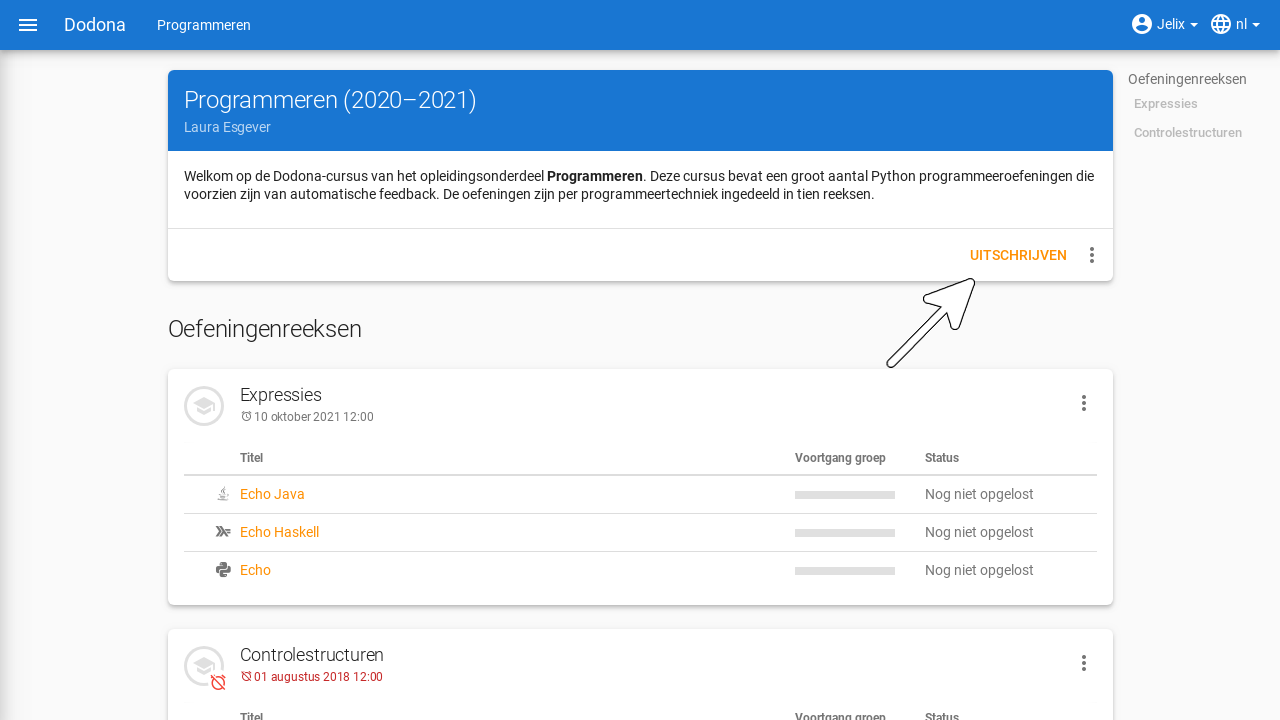 Dodona Programmeren Jelix nl
Programmeren (2020–2021)
Laura Esgever
Welkom op de Dodona-cursus van het opleidingsonderdeel Programmeren. Deze cursus bevat een groot aantal Python programmeeroefeningen die
voorzien zijn van automatische feedback. De oefeningen zijn per programmeertechniek ingedeeld in tien reeksen.
UITSCHRIJVEN
Oefeningenreeksen
Expressies
Controlestructuren
Oefeningenreeksen
Expressies
10 oktober 2021 12:00
Titel Voortgang groep Status
Echo Java Nog niet opgelost
Echo Haskell Nog niet opgelost
Echo Nog niet opgelost
Controlestructuren
01 augustus 2018 12:00
Titel Voortgang groep Status